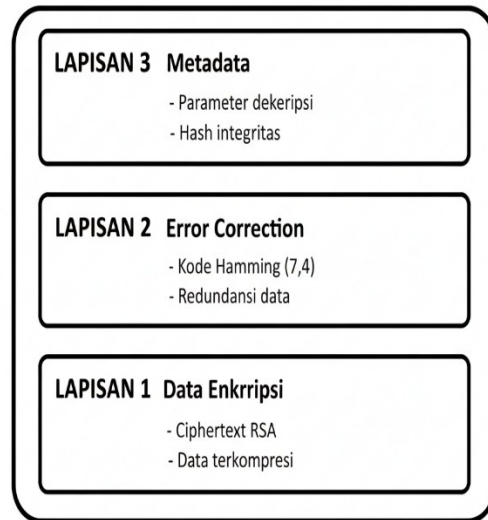 LAPISAN 3 Metadata
- Parameter dekeripsi
- Hash integritas
LAPISAN 2 Error Correction
- Kode Hamming (7,4)
- Redundansi data
LAPISAN 1 Data Enkrripsi
- Ciphertext RSA
- Data terkompresi